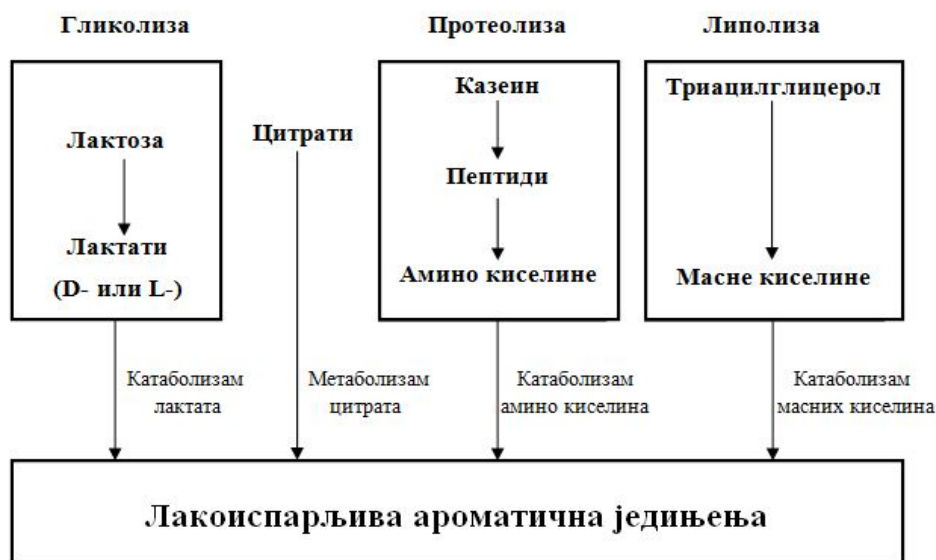 Гликолиза
Протеолиза
Липолиза
Лактоза
Лактати
(D- или L-)
Цитрати
Казеин
Пептиди
Амино киселине
Триацилглицерол
Масне киселине
Катаболизам
лактата
Метаболизам
цитрата
Катаболизам
амино киселина
Катаболизам
масних киселина
Лакоиспарљива ароматична једињења